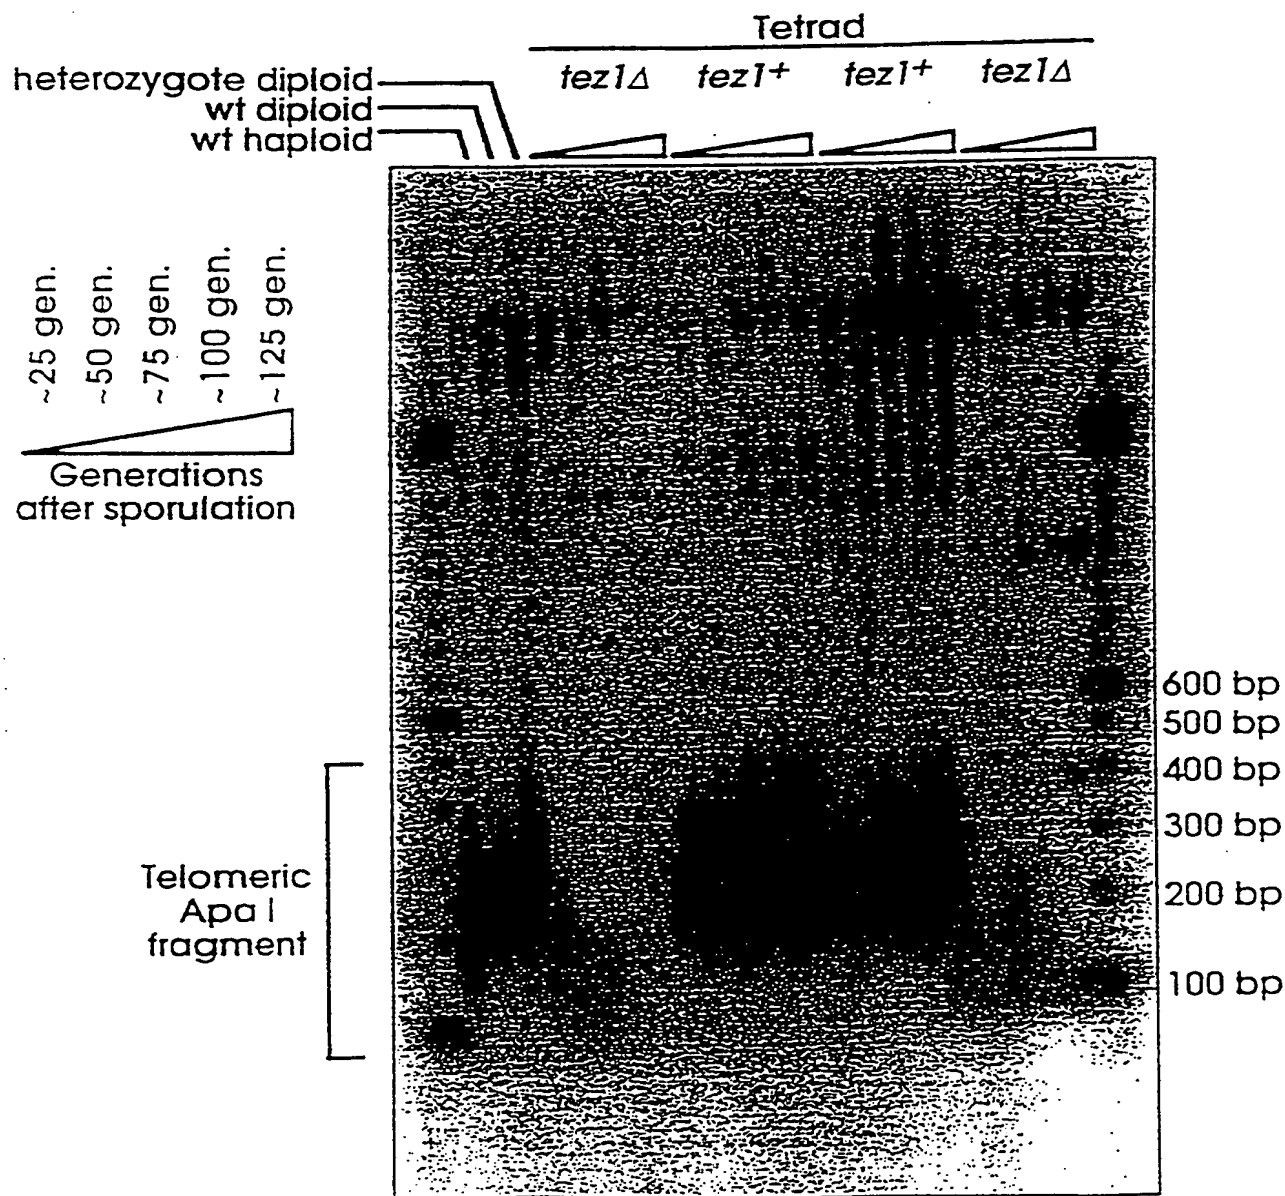 Tetrad
tez1Δ tez1+ tez1+ tez1Δ
heterozygote diploid
wt diploid
wt haploid
~25 gen.
~50 gen.
~75 gen.
~100 gen.
~125 gen.
Generations
after sporulation
600 bp
500 bp
400 bp
300 bp
200 bp
100 bp
Telomeric
Apa I
fragment